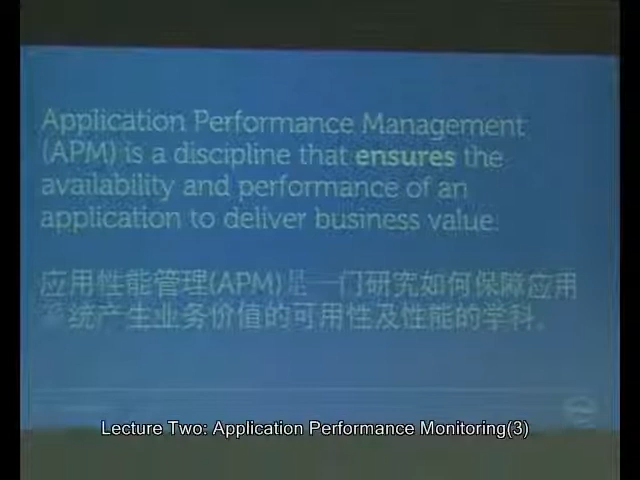 Application Performance Management
(APM) is a discipline that ensures the
availability and performance of an
application to deliver business value.
应用性能管理(APM)是一门研究如何保障应用
系统产生业务价值的可用性及性能的学科。
Lecture Two: Application Performance Monitoring(3)